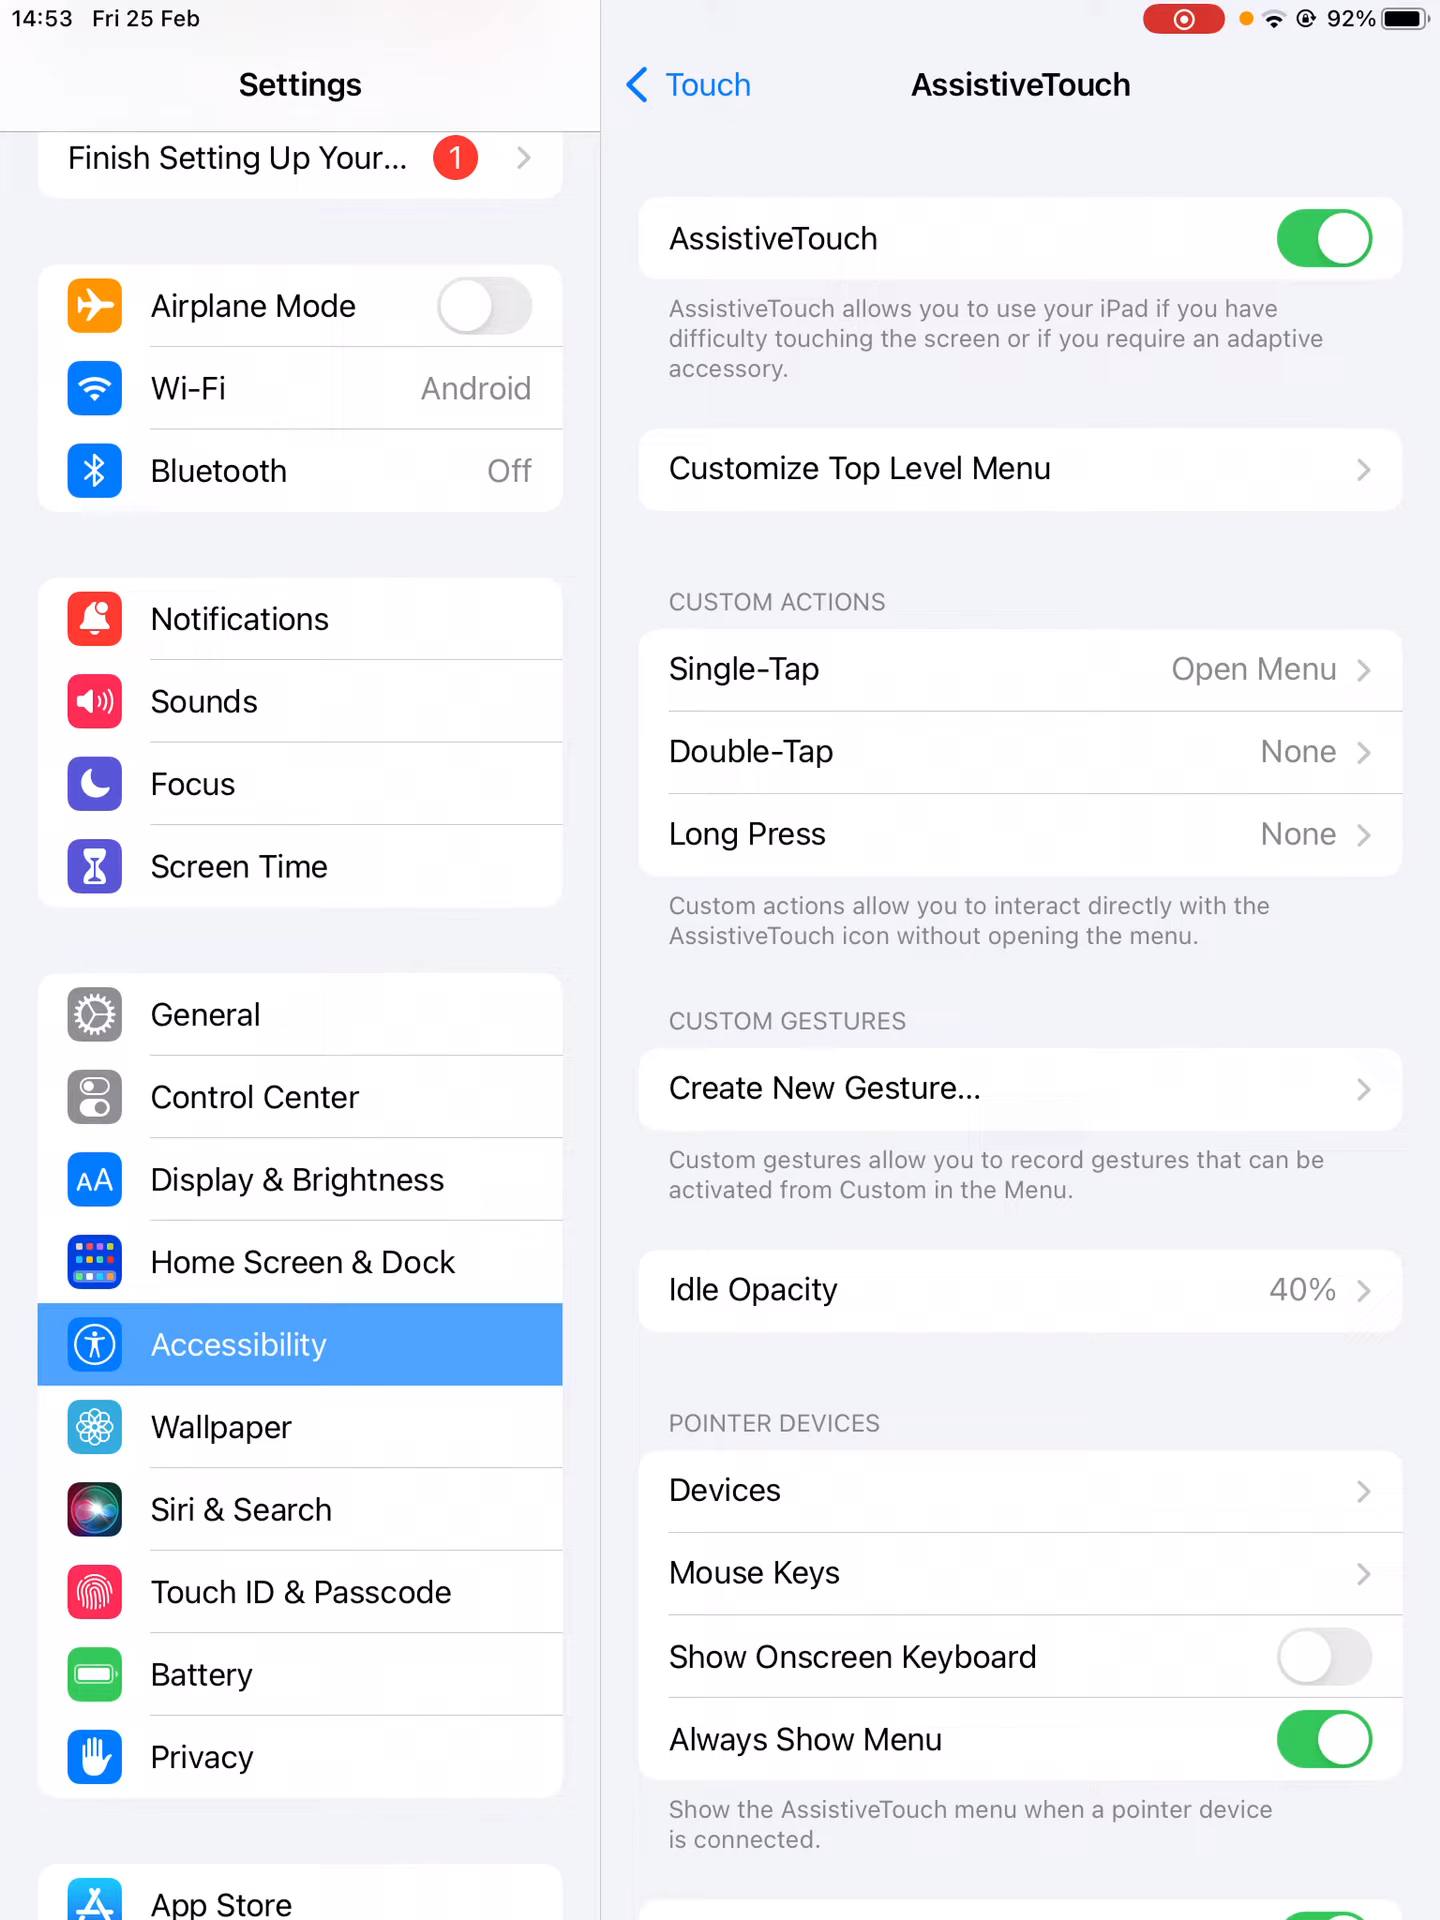 14:53 Fri 25 Feb
92%
Settings
Finish Setting Up Your... 1
Airplane Mode
Wi-Fi Android
Bluetooth Off
Notifications
Sounds
Focus
Screen Time
General
Control Center
AA Display & Brightness
Home Screen & Dock
Accessibility
Wallpaper
Siri & Search
Touch ID & Passcode
Battery
Privacy
App Store
Touch
AssistiveTouch
AssistiveTouch
AssistiveTouch allows you to use your iPad if you have
difficulty touching the screen or if you require an adaptive
accessory.
Customize Top Level Menu
CUSTOM ACTIONS
Single-Tap Open Menu
Double-Tap None
Long Press None
Custom actions allow you to interact directly with the
AssistiveTouch icon without opening the menu.
CUSTOM GESTURES
Create New Gesture...
Custom gestures allow you to record gestures that can be
activated from Custom in the Menu.
Idle Opacity 40%
POINTER DEVICES
Devices
Mouse Keys
Show Onscreen Keyboard
Always Show Menu
Show the AssistiveTouch menu when a pointer device
is connected.